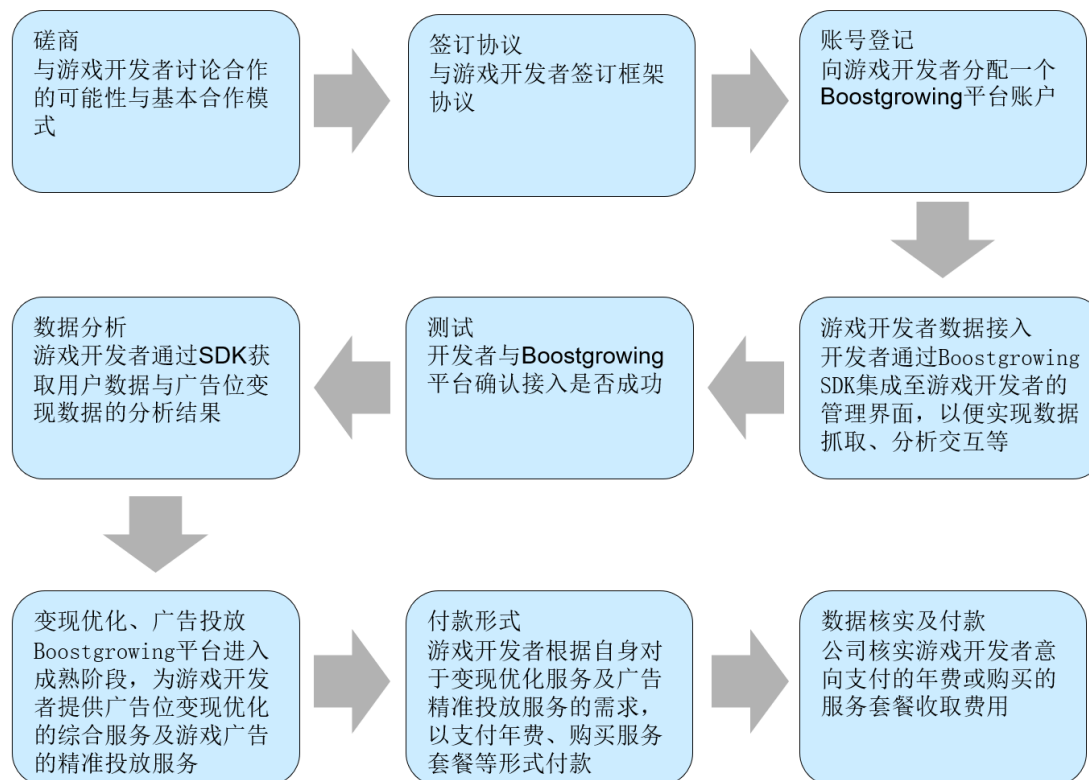 磋商
与游戏开发者讨论合作
的可能性与基本合作模
式
签订协议
与游戏开发者签订框架
协议
账号登记
向游戏开发者分配一个
Boostgrowing平台账户
游戏开发者数据接入
开发者通过Boostgrowing
SDK集成至游戏开发者的
管理界面，以便实现数据
抓取、分析交互等
测试
开发者与Boostgrowing
平台确认接入是否成功
数据分析
游戏开发者通过SDK获
取用户数据与广告位变
现数据的分析结果
变现优化、广告投放
Boostgrowing平台进入
成熟阶段，为游戏开发
者提供广告位变现优化
的综合服务及游戏广告
的精准投放服务
付款形式
游戏开发者根据自身对
于变现优化服务及广告
精准投放服务的需求，
以支付年费、购买服务
套餐等形式付款
数据核实及付款
公司核实游戏开发者意
向支付的年费或购买的
服务套餐收取费用